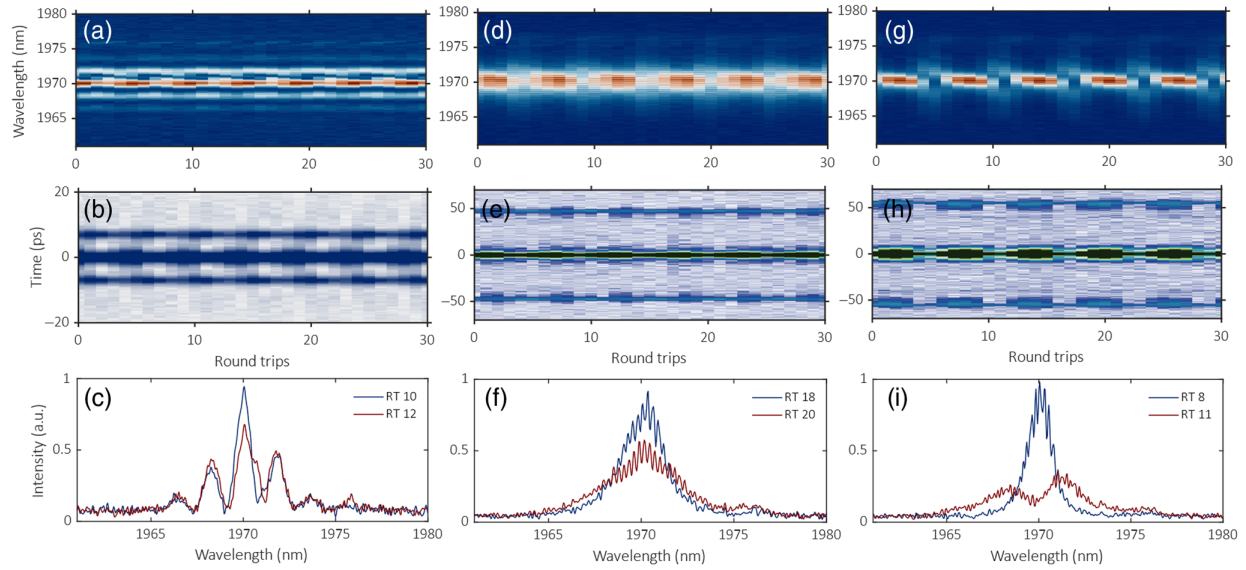 1980
1975
1970
1965
Wavelength (nm)
(a)
0
10
20
30
1980
1975
1970
1965
(d)
0
10
20
30
1980
1975
1970
1965
(g)
0
10
20
30
20
0
−20
Time (ps)
(b)
0
10
20
30
Round trips
50
0
−50
(e)
0
10
20
30
Round trips
50
0
−50
(h)
0
10
20
30
Round trips
1
0.5
0
Intensity (a.u.)
(c)
RT 10
RT 12
1965
1970
1975
1980
Wavelength (nm)
1
0.5
0
(f)
RT 18
RT 20
1965
1970
1975
1980
Wavelength (nm)
1
0.5
0
(i)
RT 8
RT 11
1965
1970
1975
1980
Wavelength (nm)